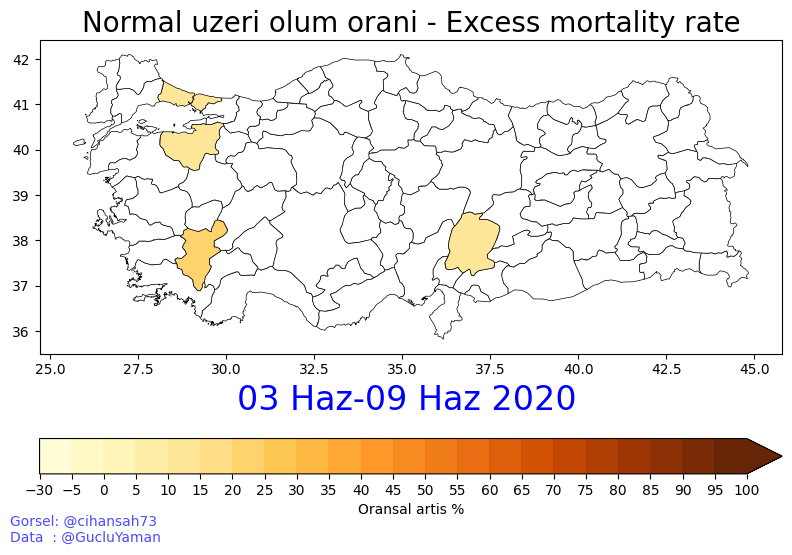 Normal uzeri olum orani - Excess mortality rate
42
41
40
39
38
37
36
25.0 27.5 30.0 32.5 35.0 37.5 40.0 42.5 45.0
03 Haz-09 Haz 2020
−30 −5 0 5 10 15 20 25 30 35 40 45 50 55 60 65 70 75 80 85 90 95 100
Oransal artis %
Gorsel: @cihansah73
Data : @GucluYaman